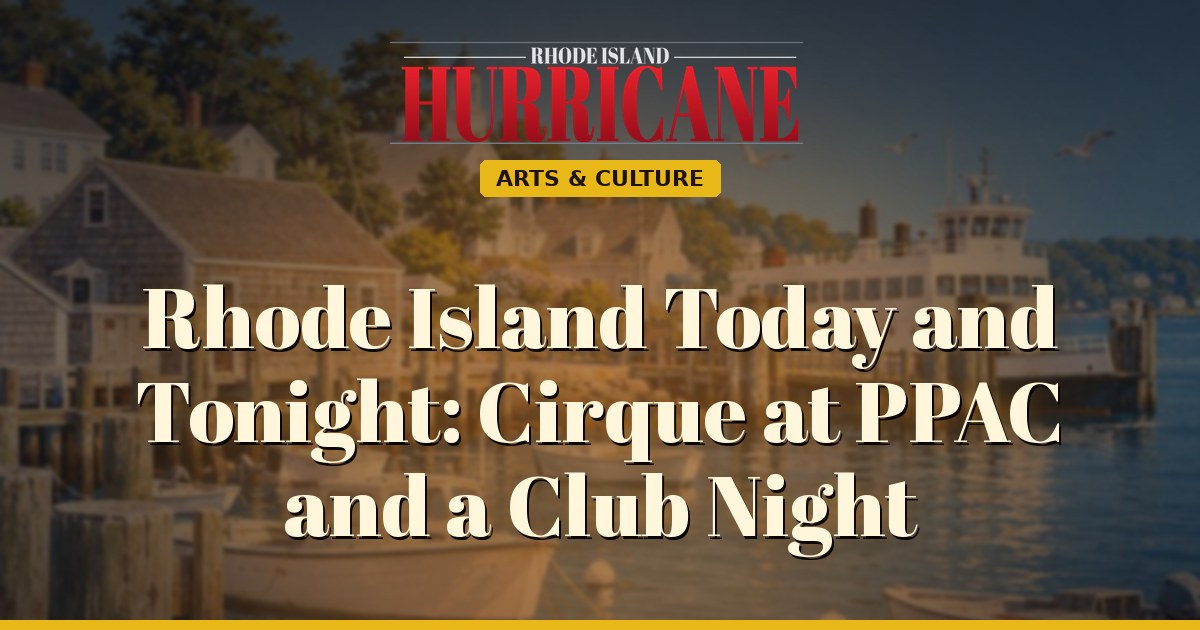 RHODE ISLAND
HURRICANE
ARTS & CULTURE
Rhode Island Today and
Tonight: Cirque at PPAC
and a Club Night